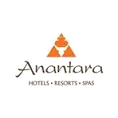 Anantara
HOTELS • RESORTS • SPAS